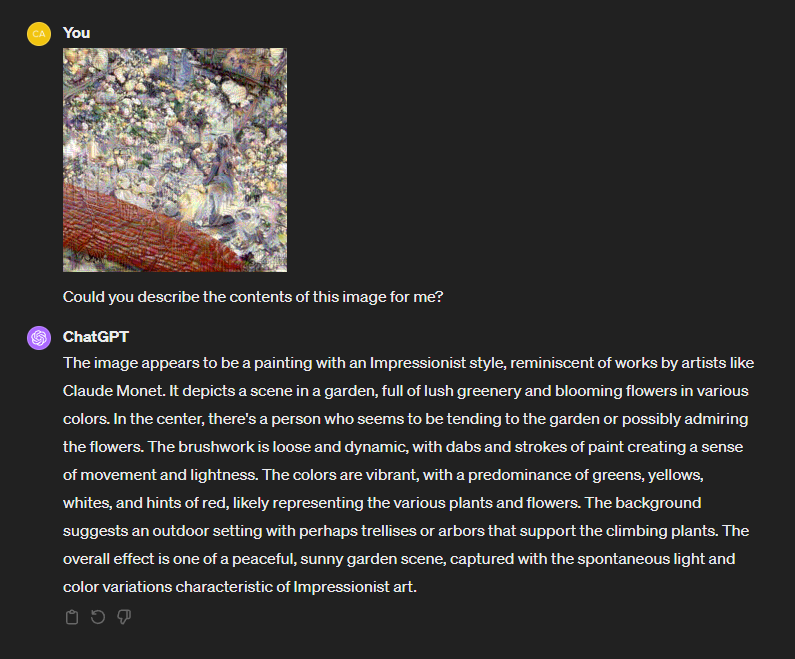 CA
You
Could you describe the contents of this image for me?
ChatGPT
The image appears to be a painting with an Impressionist style, reminiscent of works by artists like
Claude Monet. It depicts a scene in a garden, full of lush greenery and blooming flowers in various
colors. In the center, there's a person who seems to be tending to the garden or possibly admiring
the flowers. The brushwork is loose and dynamic, with dabs and strokes of paint creating a sense
of movement and lightness. The colors are vibrant, with a predominance of greens, yellows,
whites, and hints of red, likely representing the various plants and flowers. The background
suggests an outdoor setting with perhaps trellises or arbors that support the climbing plants. The
overall effect is one of a peaceful, sunny garden scene, captured with the spontaneous light and
color variations characteristic of Impressionist art.